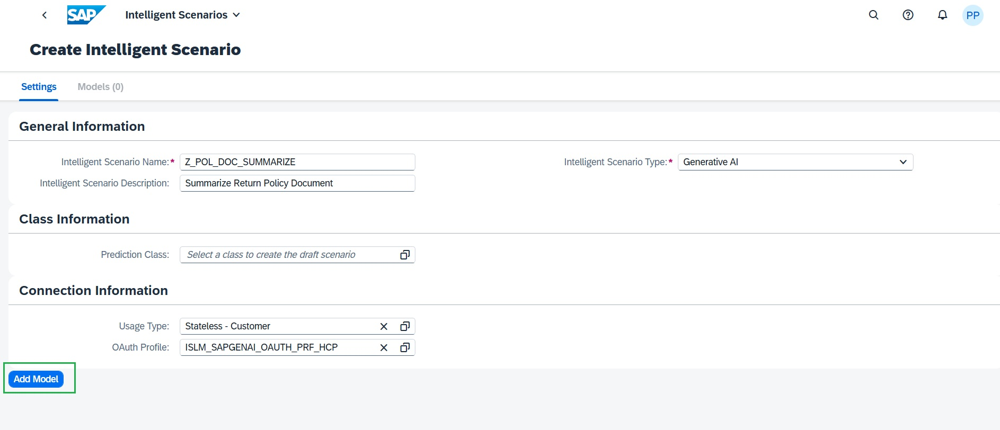 SAP Intelligent Scenarios PP
Create Intelligent Scenario
Settings Models (0)
General Information
Intelligent Scenario Name:* Z_POL_DOC_SUMMARIZE Intelligent Scenario Type:* Generative AI
Intelligent Scenario Description: Summarize Return Policy Document
Class Information
Prediction Class: Select a class to create the draft scenario
Connection Information
Usage Type: Stateless - Customer
OAuth Profile: ISLM_SAPGENAI_OAUTH_PRF_HCP
Add Model